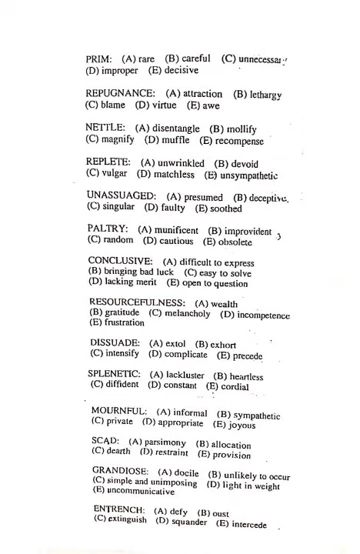 PRIM: (A) rare (B) careful (C) unnecessary
(D) improper (E) decisive
REPUGNANCE: (A) attraction (B) lethargy
(C) blame (D) virtue (E) awe
NETTLE: (A) disentangle (B) mollify
(C) magnify (D) muffle (E) recompense
REPLETE: (A) unwrinkled (B) devoid
(C) vulgar (D) matchless (E) unsympathetic
UNASSUAGED: (A) presumed (B) deceptive,
(C) singular (D) faulty (E) soothed
PALTRY: (A) munificent (B) improvident
(C) random (D) cautious (E) obsolete
CONCLUSIVE: (A) difficult to express
(B) bringing bad luck (C) easy to solve
(D) lacking merit (E) open to question
RESOURCEFULNESS: (A) wealth
(B) gratitude (C) melancholy (D) incompetence
(E) frustration
DISSUADE: (A) extol (B) exhort
(C) intensify (D) complicate (E) precede
SPLENETIC: (A) lackluster (B) heartless
(C) diffident (D) constant (E) cordial
MOURNFUL: (A) informal (B) sympathetic
(C) private (D) appropriate (E) joyous
SCAD: (A) parsimony (B) allocation
(C) dearth (D) restraint (E) provision
GRANDIOSE: (A) docile (B) unlikely to occur
(C) simple and unimposing (D) light in weight
(E) uncommunicative
ENTRENCH: (A) defy (B) oust
(C) extinguish (D) squander (E) intercede